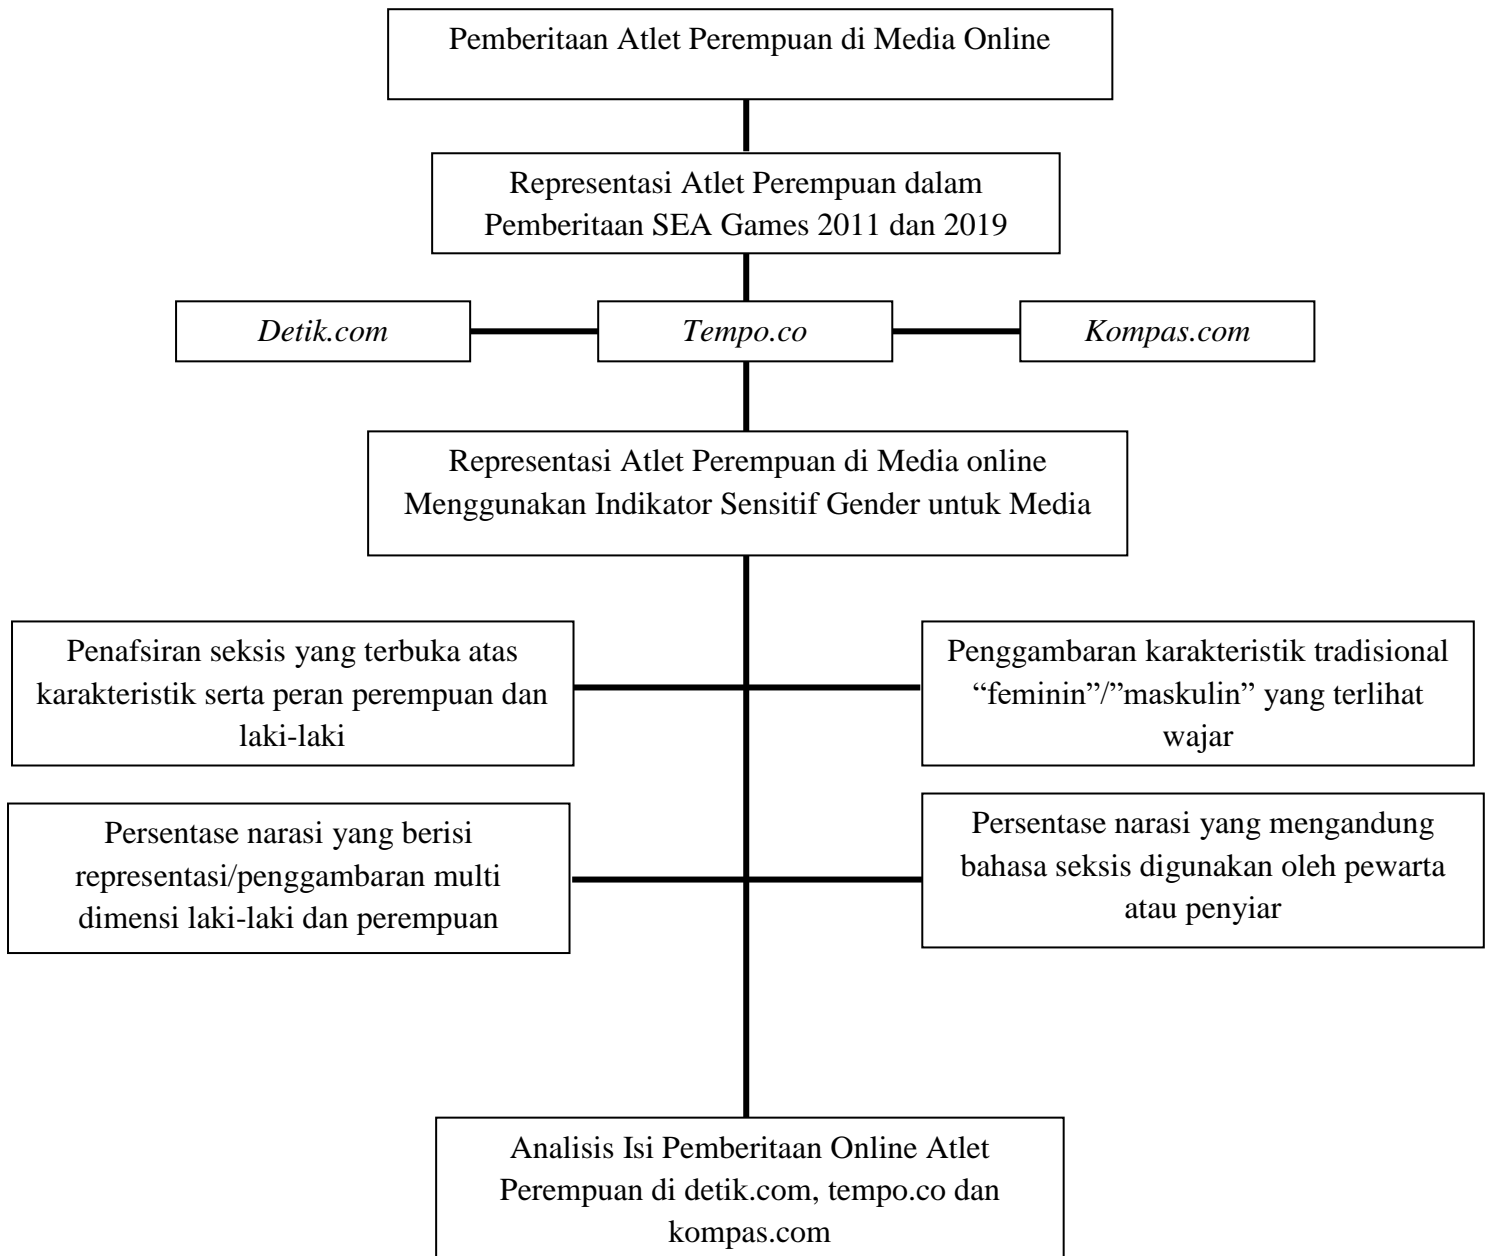 Pemberitaan Atlet Perempuan di Media Online
Representasi Atlet Perempuan dalam
Pemberitaan SEA Games 2011 dan 2019
Detik.com
Tempo.co
Kompas.com
Representasi Atlet Perempuan di Media online
Menggunakan Indikator Sensitif Gender untuk Media
Penafsiran seksis yang terbuka atas
karakteristik serta peran perempuan dan
laki-laki
Penggambaran karakteristik tradisional
“feminin”/”maskulin” yang terlihat
wajar
Persentase narasi yang berisi
representasi/penggambaran multi
dimensi laki-laki dan perempuan
Persentase narasi yang mengandung
bahasa seksis digunakan oleh pewarta
atau penyiar
Analisis Isi Pemberitaan Online Atlet
Perempuan di detik.com, tempo.co dan
kompas.com